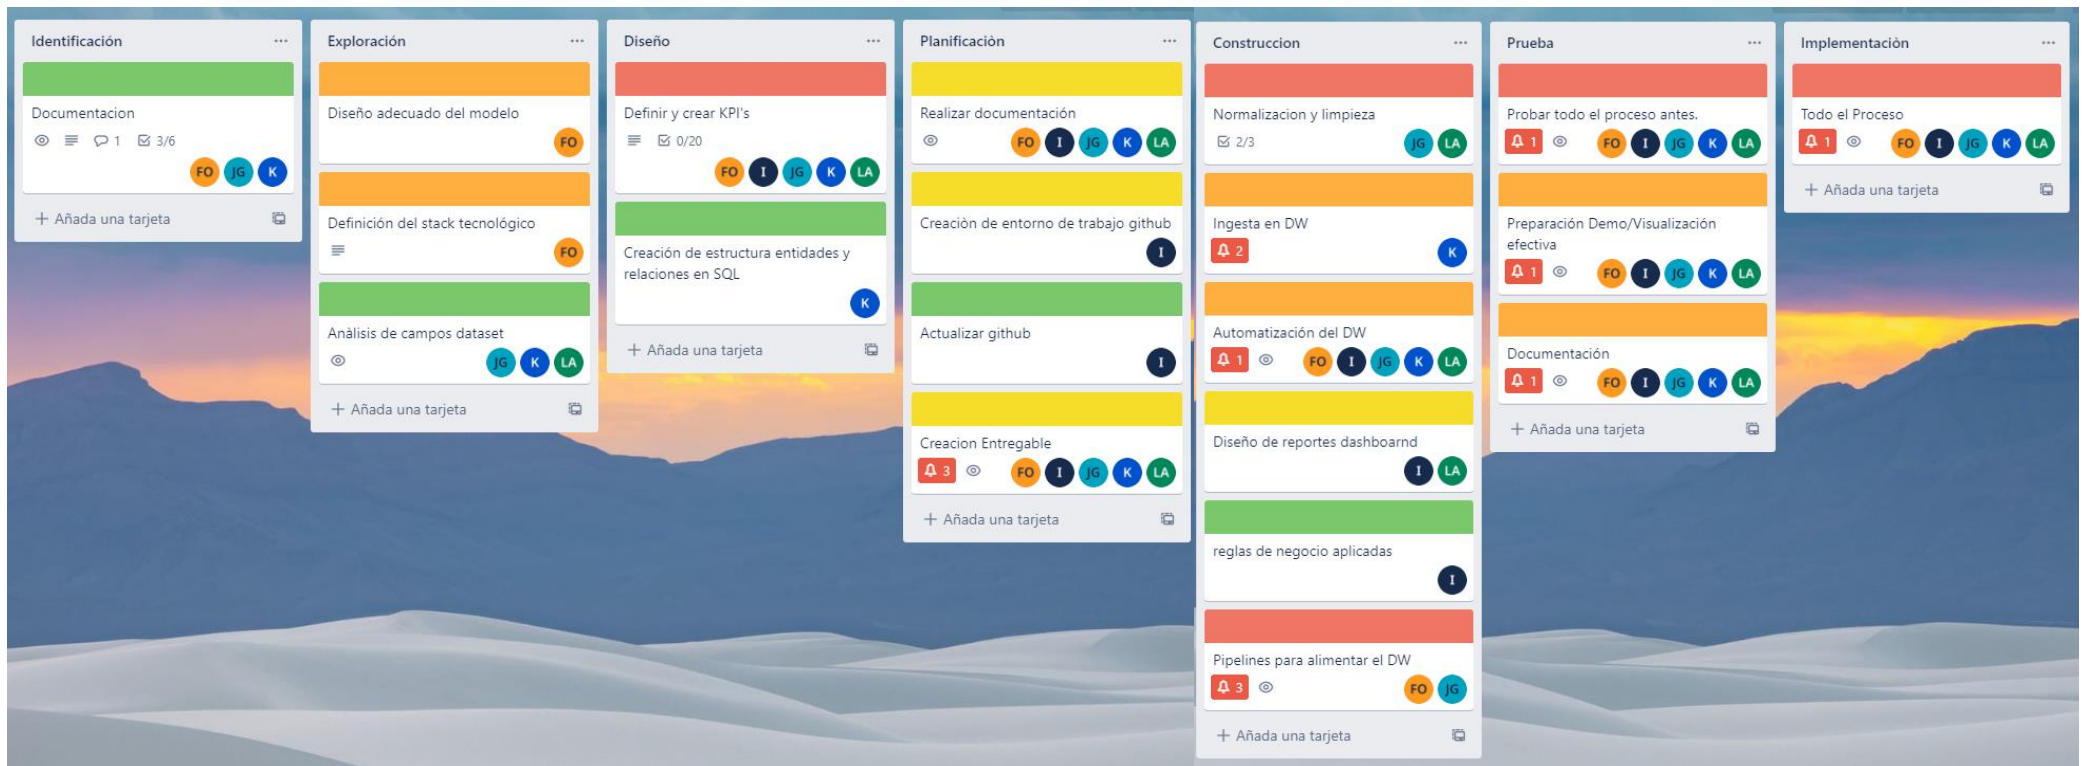 Identificación
Documentacion
1 3/6
FO JG K
+ Añada una tarjeta
Exploración
Diseño adecuado del modelo
FO
Definición del stack tecnológico
FO
Anàlisis de campos dataset
JG K LA
+ Añada una tarjeta
Diseño
Definir y crear KPI's
0/20
FO I JG K LA
Creación de estructura entidades y
relaciones en SQL
K
+ Añada una tarjeta
Planificaciòn
Realizar documentación
FO I JG K LA
Creaciòn de entorno de trabajo github
I
Actualizar github
I
Creacion Entregable
3 FO I JG K LA
+ Añada una tarjeta
Construccion
Normalizacion y limpieza
2/3 JG LA
Ingesta en DW
2 K
Automatización del DW
1 FO I JG K LA
Diseño de reportes dashboarnd
I LA
reglas de negocio aplicadas
I
Pipelines para alimentar el DW
3 FO JG
+ Añada una tarjeta
Prueba
Probar todo el proceso antes.
1 FO I JG K LA
Preparación Demo/Visualización
efectiva
1 FO I JG K LA
Documentación
1 FO I JG K LA
+ Añada una tarjeta
Implementaciòn
Todo el Proceso
1 FO I JG K LA
+ Añada una tarjeta